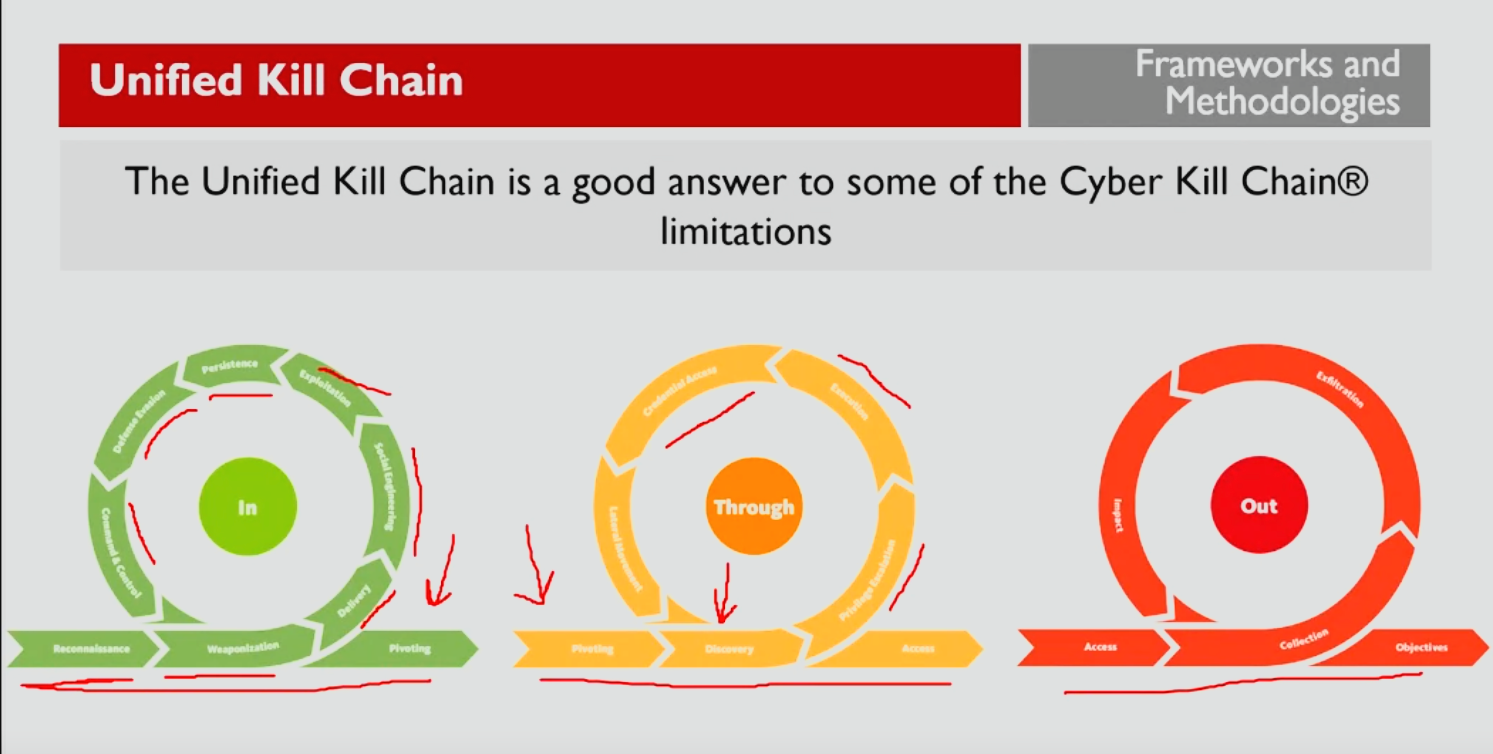 Unified Kill Chain
Frameworks and
Methodologies
The Unified Kill Chain is a good answer to some of the Cyber Kill Chain®
limitations
Persistence
Exploitation
Defense Evasion
Social Engineering
In
Command & Control
Delivery
Reconnaissance
Weaponization
Pivoting
Credential Access
Execution
Through
Lateral Movement
Privilege Escalation
Pivoting
Discovery
Access
Exfiltration
Out
Impact
Access
Collection
Objectives